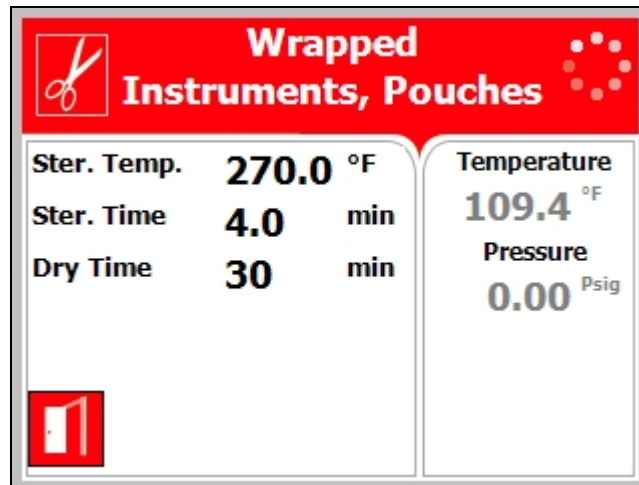 Wrapped
Instruments, Pouches
Ster. Temp. 270.0 °F
Ster. Time 4.0 min
Dry Time 30 min
Temperature
109.4 °F
Pressure
0.00 Psig